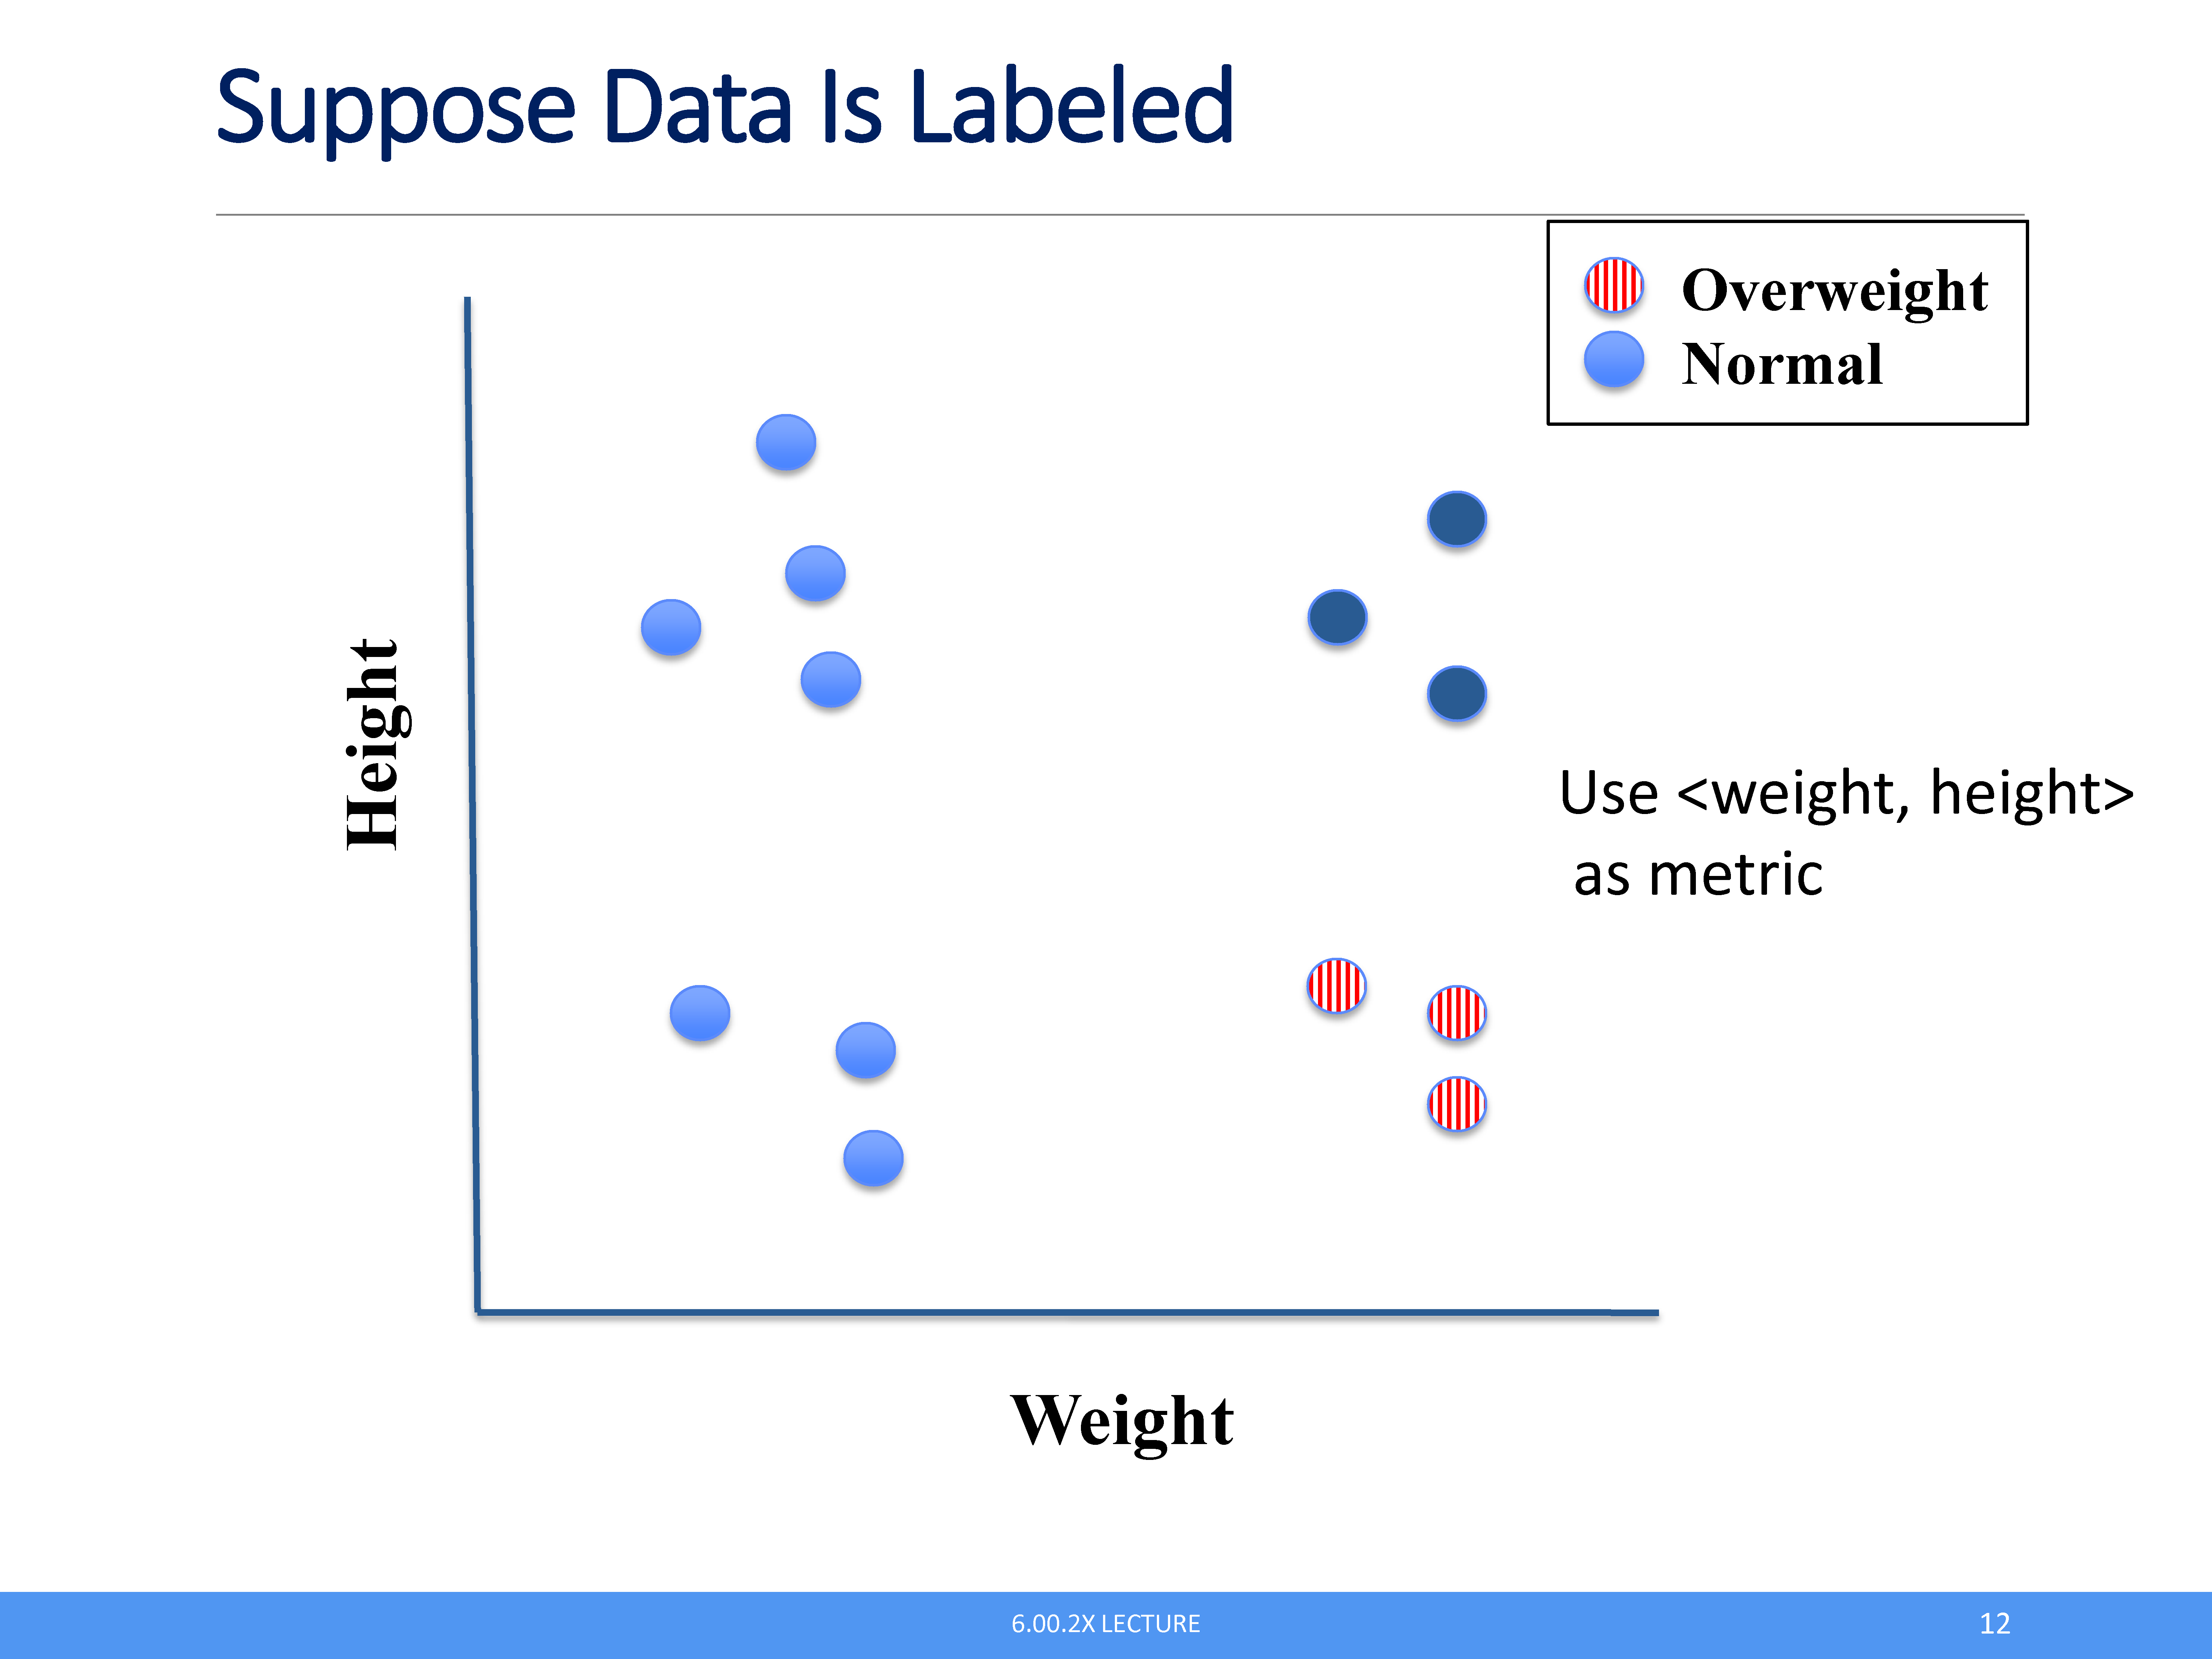 Suppose Data Is Labeled
Overweight
Normal
Height
Use <weight, height>
as metric
Weight
6.00.2X LECTURE
12